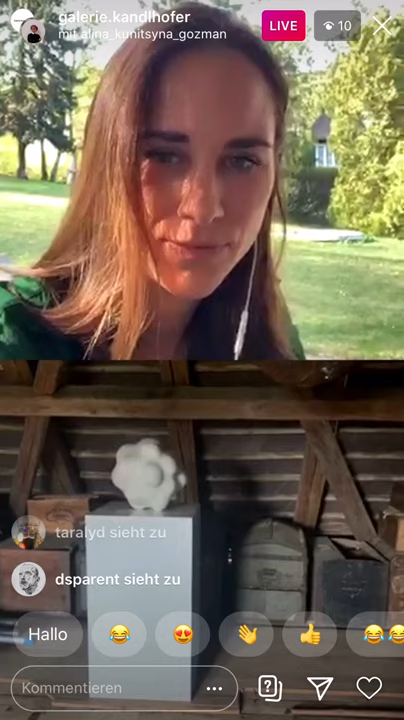 galerie.kandlhofer
mit alina_kunitsyna_gozman
LIVE
10
taralyd sieht zu
dsparent sieht zu
Hallo
Kommentieren